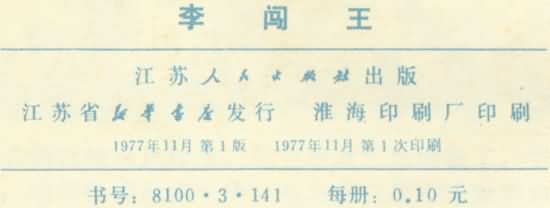 李闯王
江苏人民出版社出版
江苏省新华书店发行 淮海印刷厂印刷
1977年11月第1版 1977年11月第1次印刷
书号：8100·3·141 每册：0.10元